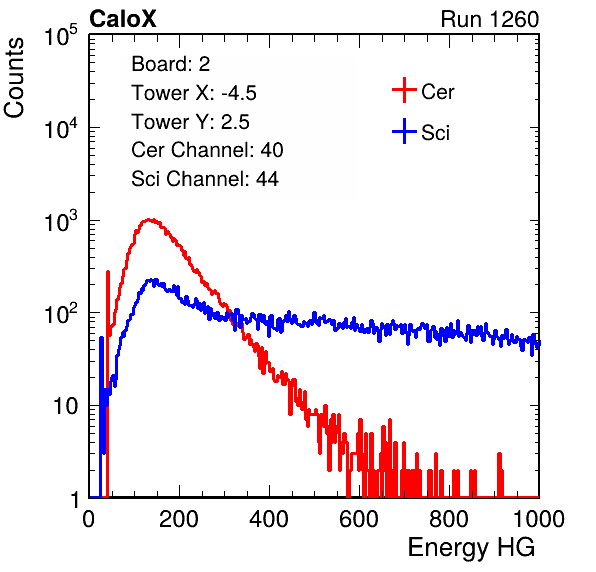 CaloX Run 1260
Counts
10^5
10^4
10^3
10^2
10
1
Board: 2
Tower X: -4.5
Tower Y: 2.5
Cer Channel: 40
Sci Channel: 44
Cer
Sci
0 200 400 600 800 1000
Energy HG